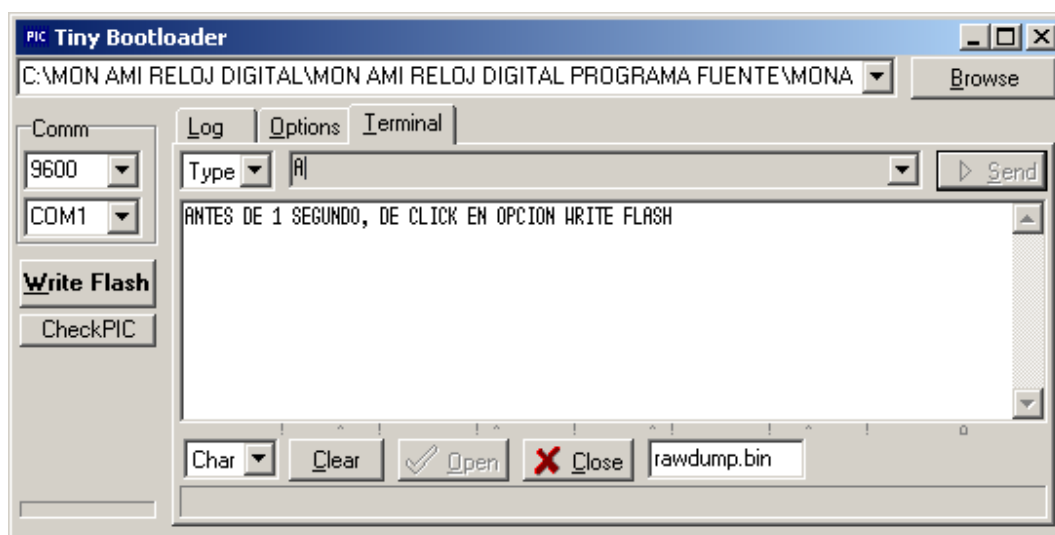 PIC Tiny Bootloader
C:\MON AMI RELOJ DIGITAL\MON AMI RELOJ DIGITAL PROGRAMA FUENTE\MONA
Browse
Comm
Log Options Terminal
9600
Type A Send
COM1
ANTES DE 1 SEGUNDO, DE CLICK EN OPCION WRITE FLASH
Write Flash
CheckPIC
Char Clear Open Close rawdump.bin